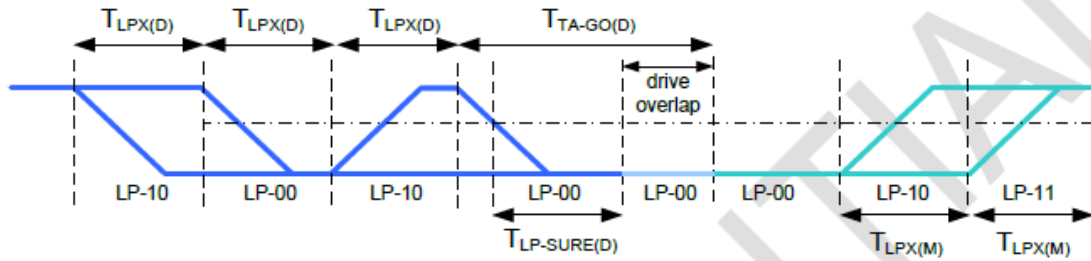 TLPX(D) TLPX(D) TLPX(D) TTA-GO(D)
drive
overlap
LP-10 LP-00 LP-10 LP-00 LP-00 LP-00 LP-10 LP-11
TLP-SURE(D) TLPX(M) TLPX(M)